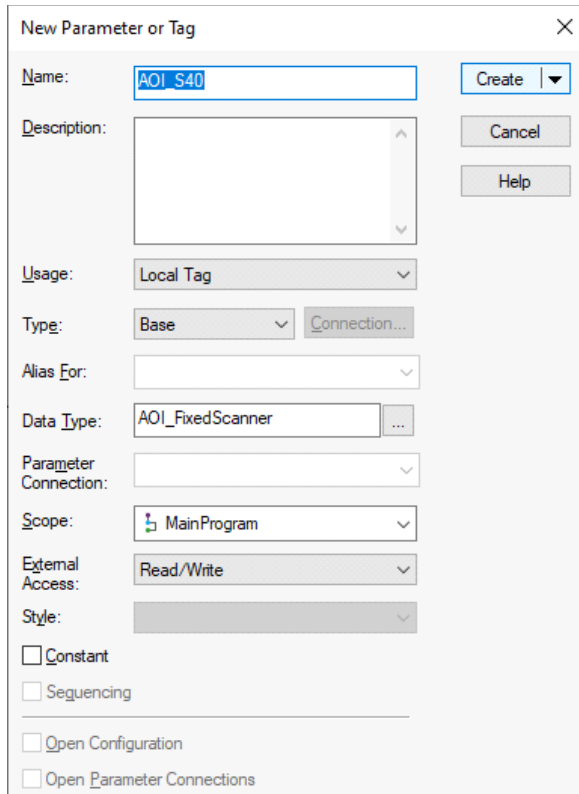 New Parameter or Tag
Name:
AOI_S40
Create
Description:
Cancel
Help
Usage:
Local Tag
Type:
Base
Connection...
Alias For:
Data Type:
AOI_FixedScanner
...
Parameter
Connection:
Scope:
MainProgram
External
Access:
Read/Write
Style:
Constant
Sequencing
Open Configuration
Open Parameter Connections